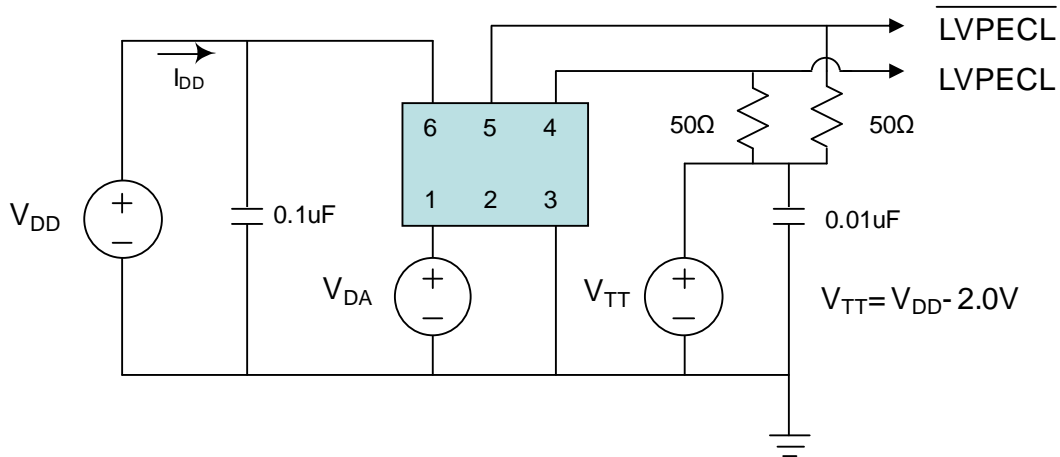 LVPECL
I_DD
LVPECL
6 5 4
50Ω 50Ω
1 2 3
V_DD
0.1uF
0.01uF
V_DA
V_TT
V_TT= V_DD- 2.0V